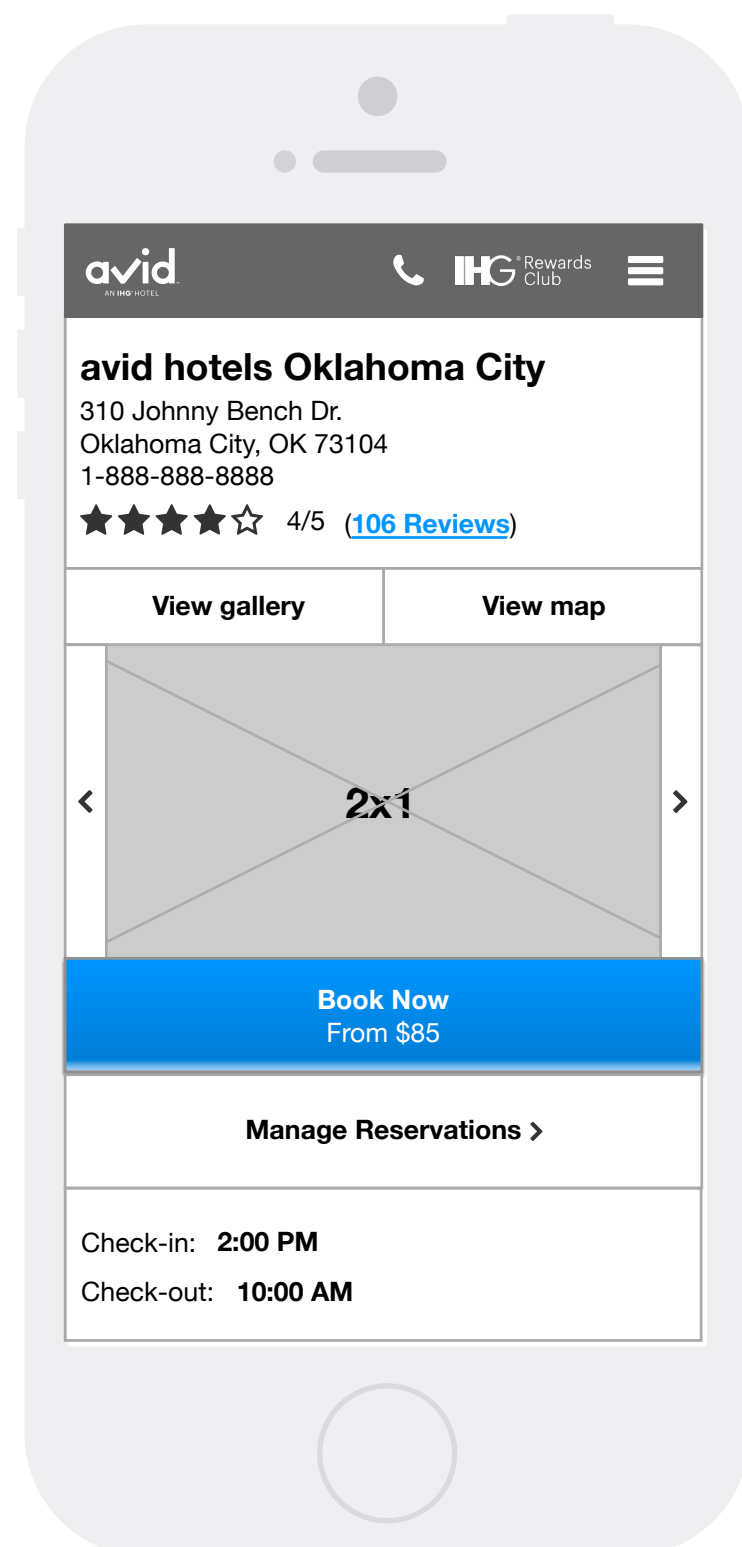 avid
AN IHG® HOTEL
IHG® Rewards Club
avid hotels Oklahoma City
310 Johnny Bench Dr.
Oklahoma City, OK 73104
1-888-888-8888
4/5 (106 Reviews)
View gallery View map
2x1
Book Now
From $85
Manage Reservations >
Check-in: 2:00 PM
Check-out: 10:00 AM